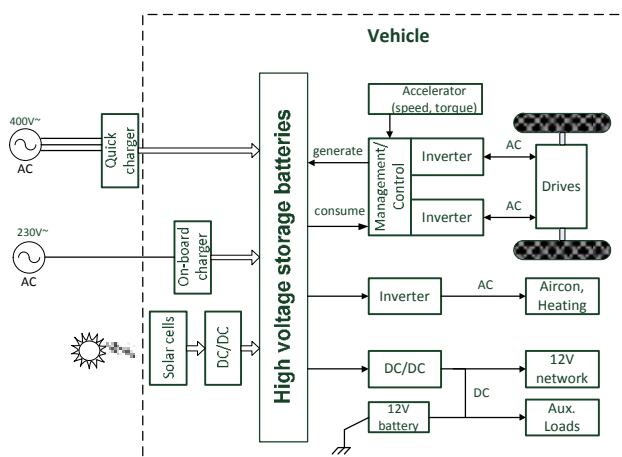 Vehicle
400V~
AC
Quick
charger
230V~
AC
On-board
charger
Solar cells
DC/DC
High voltage storage batteries
Accelerator
(speed, torque)
generate
consume
Management/
Control
Inverter
AC
Inverter
AC
Drives
Inverter
AC
Aircon,
Heating
DC/DC
DC
12V
network
12V
battery
Aux.
Loads